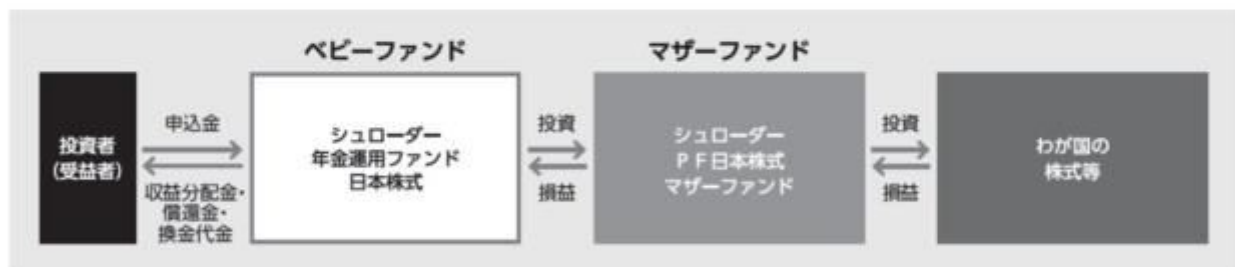 ベビーファンド
マザーファンド
投資者
(受益者)
申込金
収益分配金・
償還金・
換金代金
シュローダー
年金運用ファンド
日本株式
投資
損益
シュローダー
ＰＦ日本株式
マザーファンド
投資
損益
わが国の
株式等